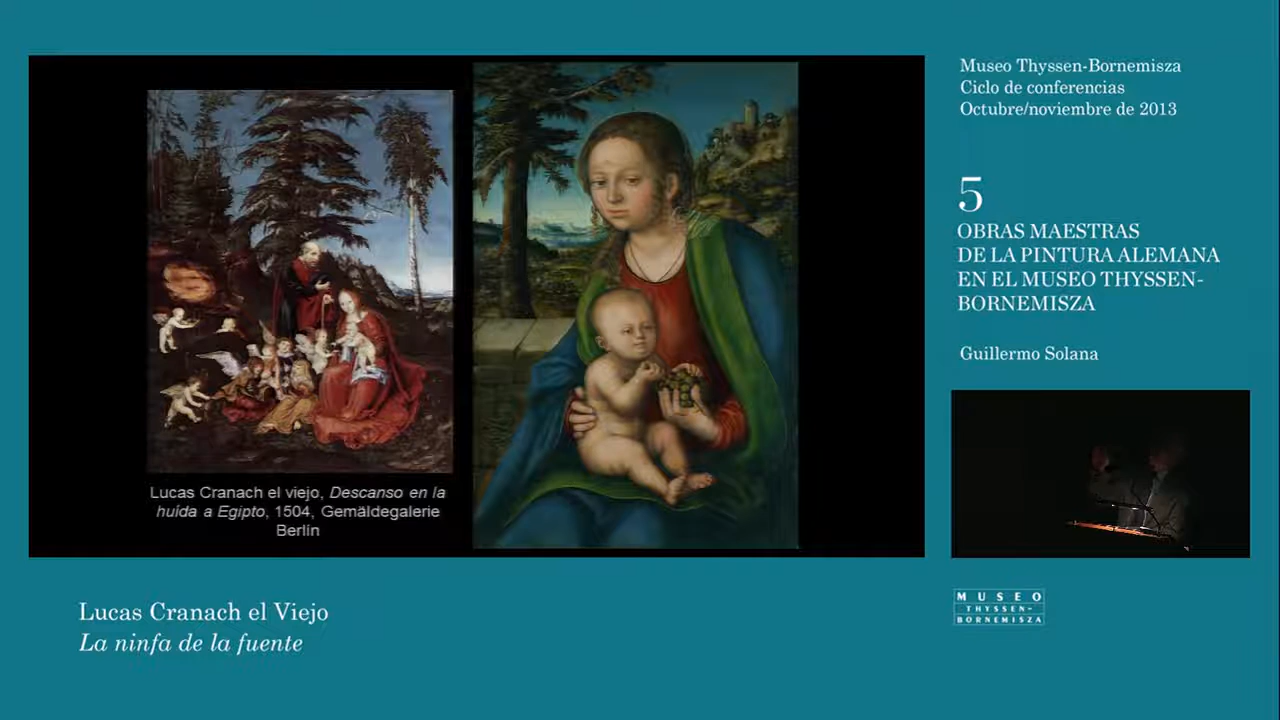 Museo Thyssen-Bornemisza
Ciclo de conferencias
Octubre/noviembre de 2013
5
OBRAS MAESTRAS
DE LA PINTURA ALEMANA
EN EL MUSEO THYSSEN-
BORNEMISZA
Guillermo Solana
Lucas Cranach el viejo, Descanso en la
huida a Egipto, 1504, Gemäldegalerie
Berlín
Lucas Cranach el Viejo
La ninfa de la fuente
MUSEO
THYSSEN-
BORNEMISZA